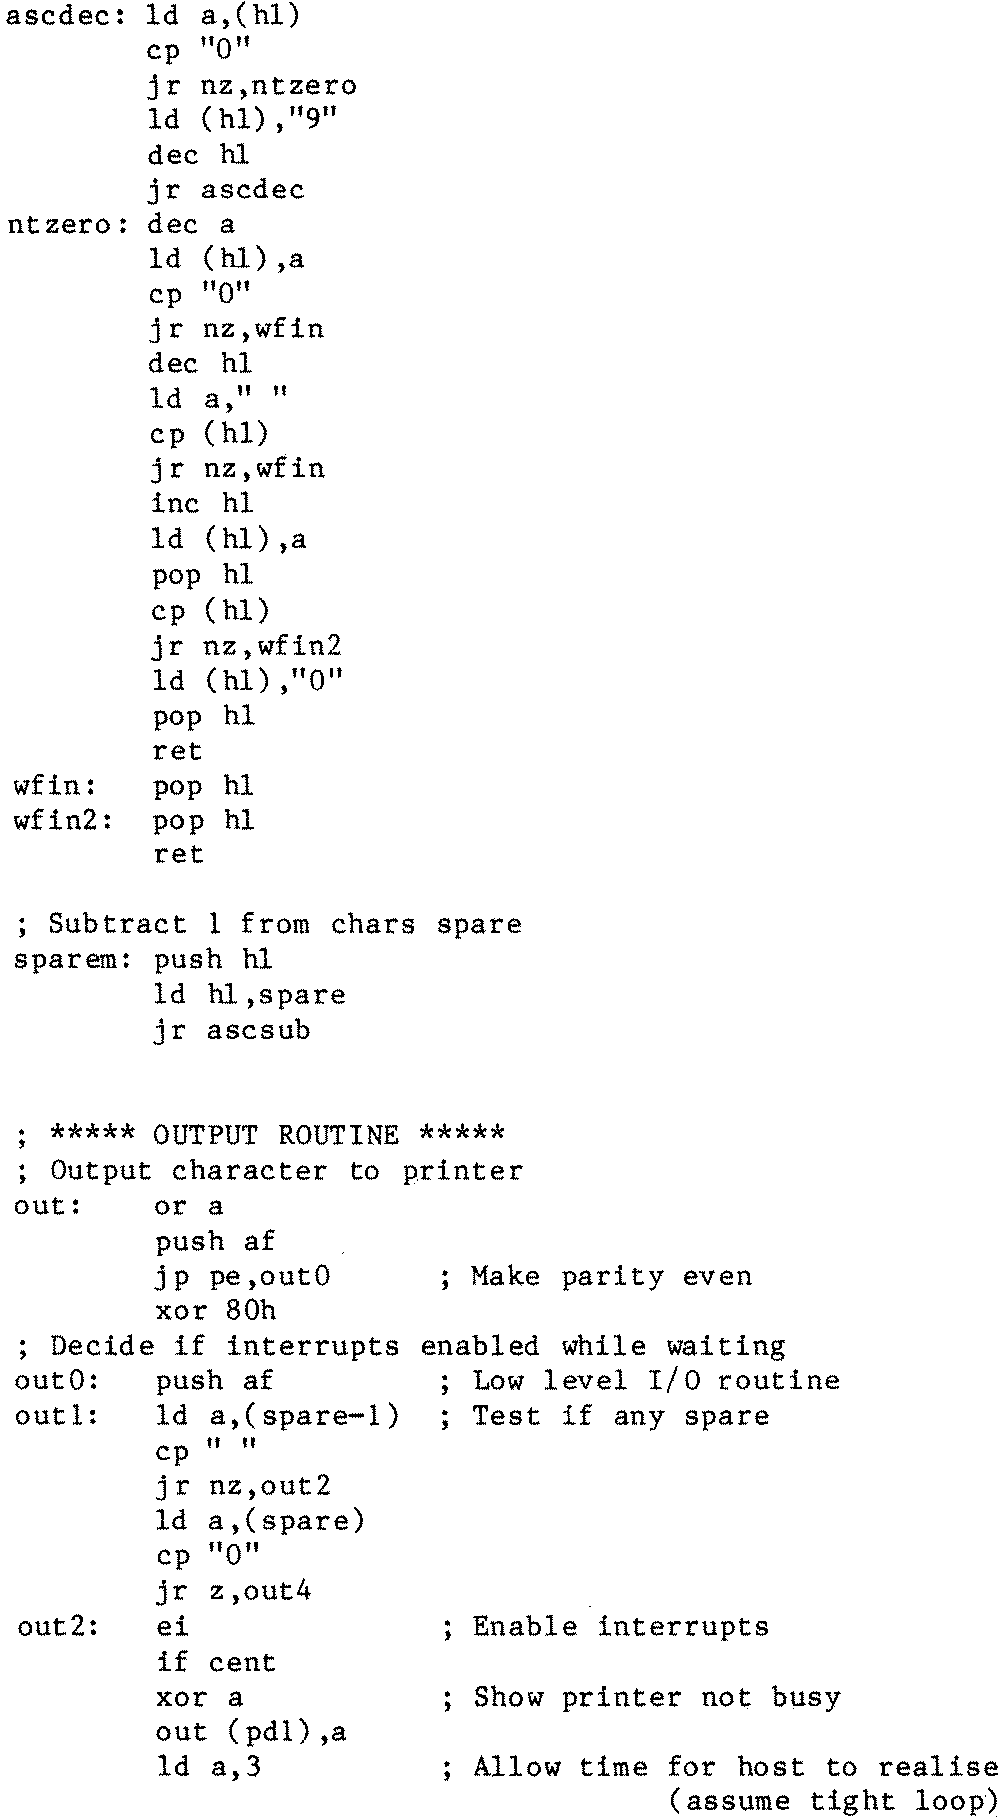 ascdec: ld a,(hl)
cp "0"
jr nz,ntzero
ld (hl),"9"
dec hl
jr ascdec
ntzero: dec a
ld (hl),a
cp "0"
jr nz,wfin
dec hl
ld a," "
cp (hl)
jr nz,wfin
inc hl
ld (hl),a
pop hl
cp (hl)
jr nz,wfin2
ld (hl),"0"
pop hl
ret
wfin: pop hl
wfin2: pop hl
ret
; Subtract 1 from chars spare
sparem: push hl
ld hl,spare
jr ascsub
; ***** OUTPUT ROUTINE *****
; Output character to printer
out: or a
push af
jp pe,out0 ; Make parity even
xor 80h
; Decide if interrupts enabled while waiting
out0: push af ; Low level I/O routine
out1: ld a,(spare-1) ; Test if any spare
cp " "
jr nz,out2
ld a,(spare)
cp "0"
jr z,out4
out2: ei ; Enable interrupts
if cent
xor a ; Show printer not busy
out (pd1),a
ld a,3 ; Allow time for host to realise
(assume tight loop)